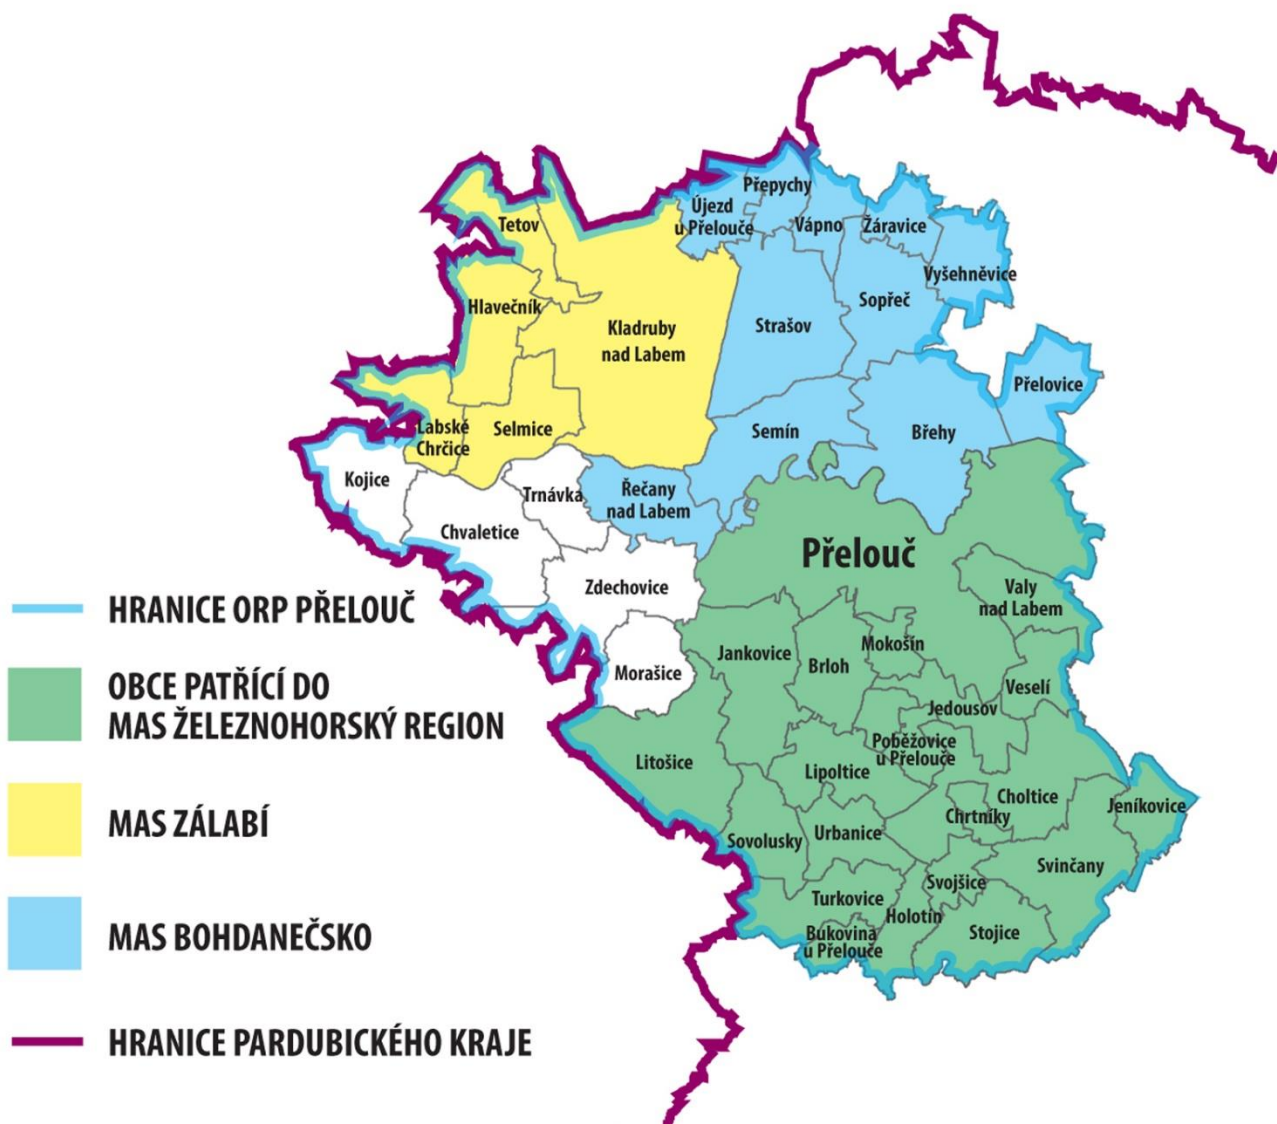 Přepychy
Újezd
u Přelouče
Vápno
Žáravice
Tetov
Vyšehněvice
Hlavečník
Sopřeč
Kladruby
nad Labem
Strašov
Přelovice
Labské
Chrčice
Selmice
Semín
Břehy
Kojice
Trnávka
Řečany
nad Labem
Chvaletice
Přelouč
Zdechovice
Valy
nad Labem
Jankovice
Brloh
Mokošín
Morašice
Veselí
Jedousov
Poběžovice
u Přelouče
Litošice
Lipoltice
Choltice
Jeníkovice
Chrtníky
Sovolusky
Urbanice
Svinčany
Svojšice
Turkovice
Holotín
Stojice
Bukovina
u Přelouče
HRANICE ORP PŘELOUČ
OBCE PATŘÍCÍ DO
MAS ŽELEZNOHORSKÝ REGION
MAS ZÁLABÍ
MAS BOHDANEČSKO
HRANICE PARDUBICKÉHO KRAJE